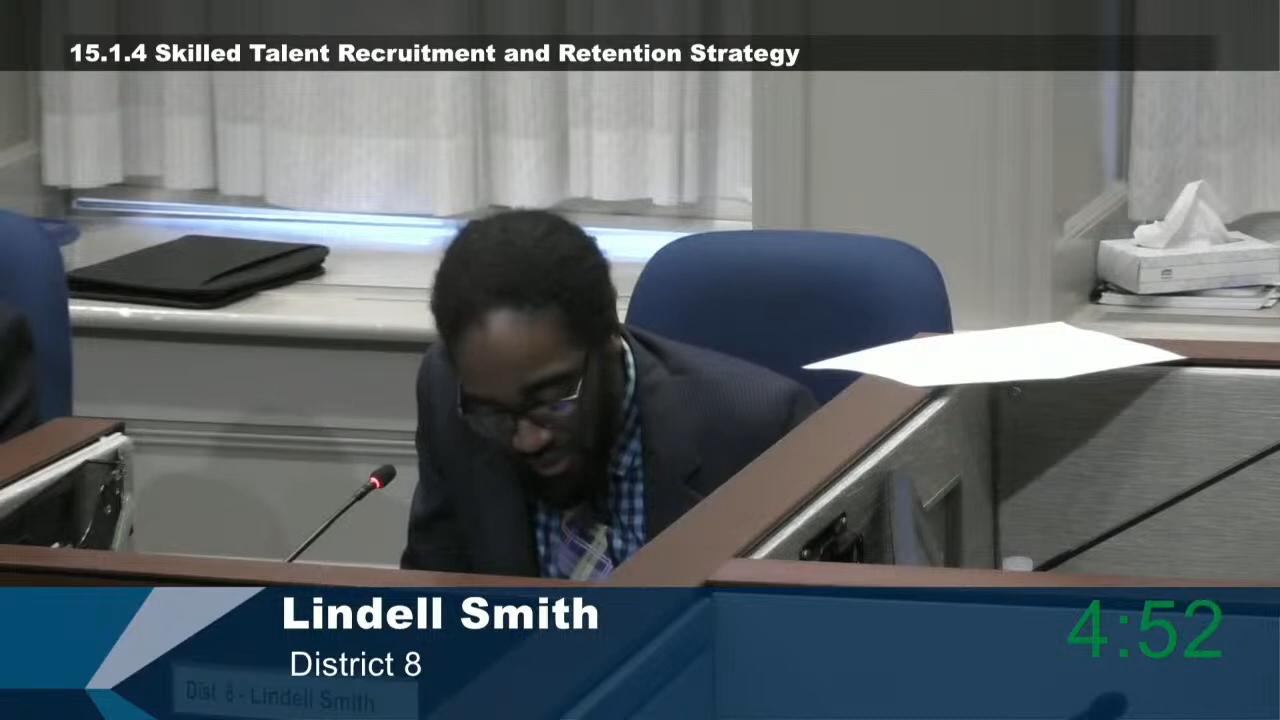 15.1.4 Skilled Talent Recruitment and Retention Strategy
Lindell Smith
4:52
District 8
Dist 8 - Lindell Smith